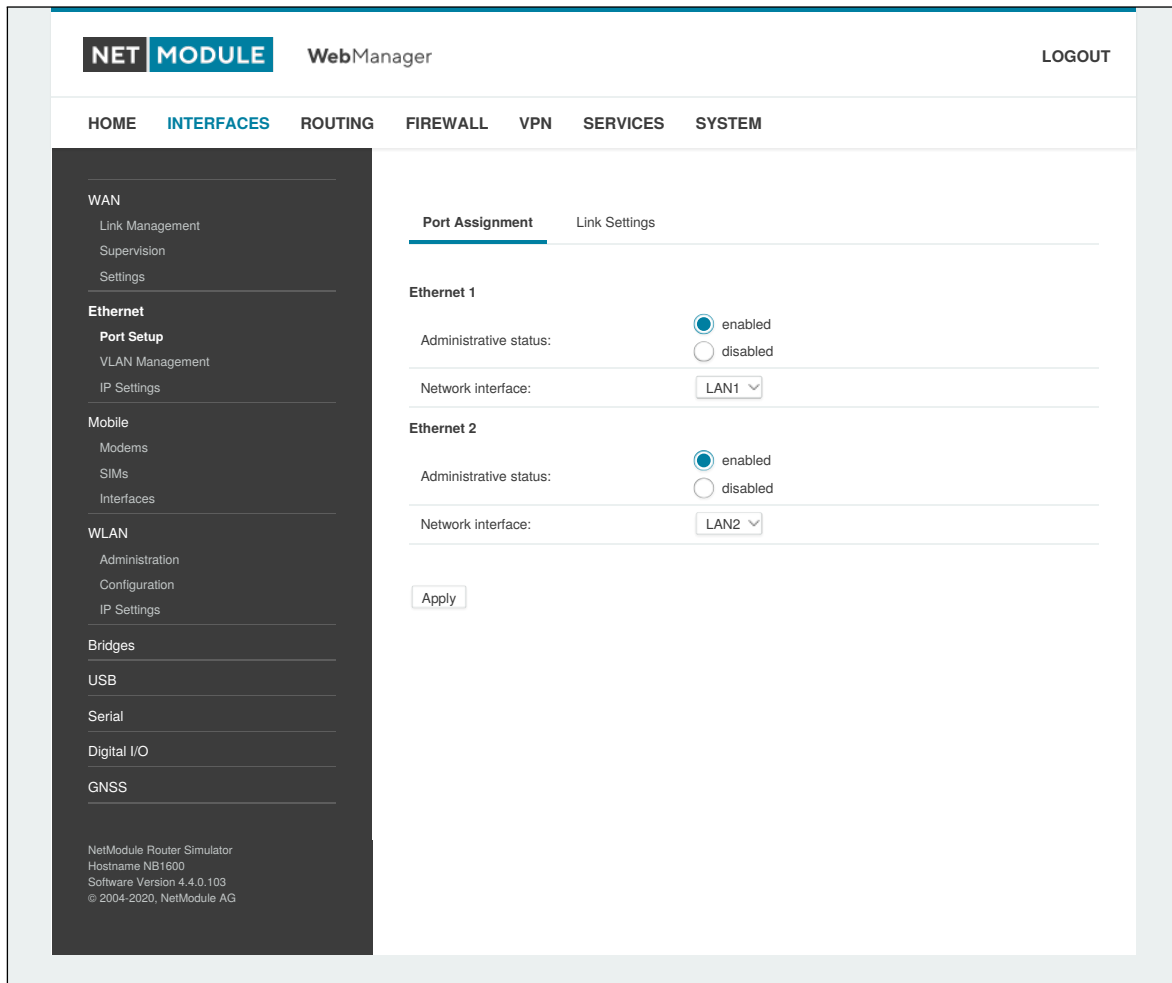 NET MODULE WebManager LOGOUT
HOME INTERFACES ROUTING FIREWALL VPN SERVICES SYSTEM
WAN
Link Management
Supervision
Settings
Ethernet
Port Setup
VLAN Management
IP Settings
Mobile
Modems
SIMs
Interfaces
WLAN
Administration
Configuration
IP Settings
Bridges
USB
Serial
Digital I/O
GNSS
NetModule Router Simulator
Hostname NB1600
Software Version 4.4.0.103
© 2004-2020, NetModule AG
Port Assignment Link Settings
Ethernet 1
Administrative status:
enabled
disabled
Network interface: LAN1
Ethernet 2
Administrative status:
enabled
disabled
Network interface: LAN2
Apply